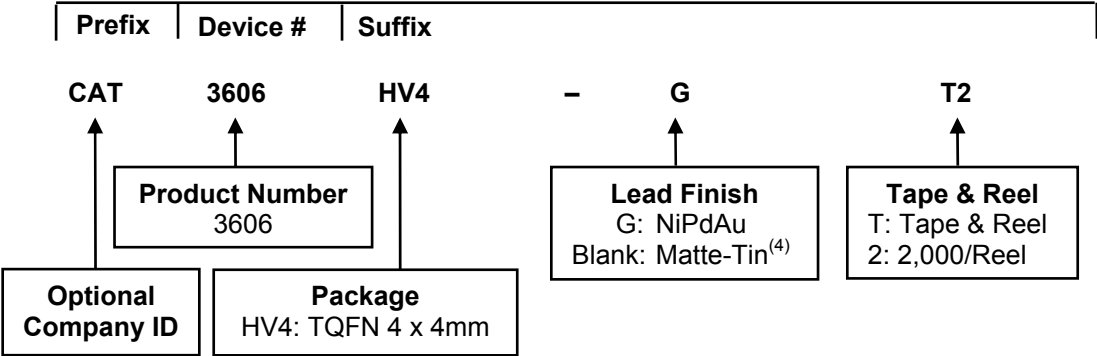 Prefix Device # Suffix
CAT 3606 HV4 – G T2
Product Number
3606
Lead Finish
G: NiPdAu
Blank: Matte-Tin(4)
Tape & Reel
T: Tape & Reel
2: 2,000/Reel
Optional
Company ID
Package
HV4: TQFN 4 x 4mm